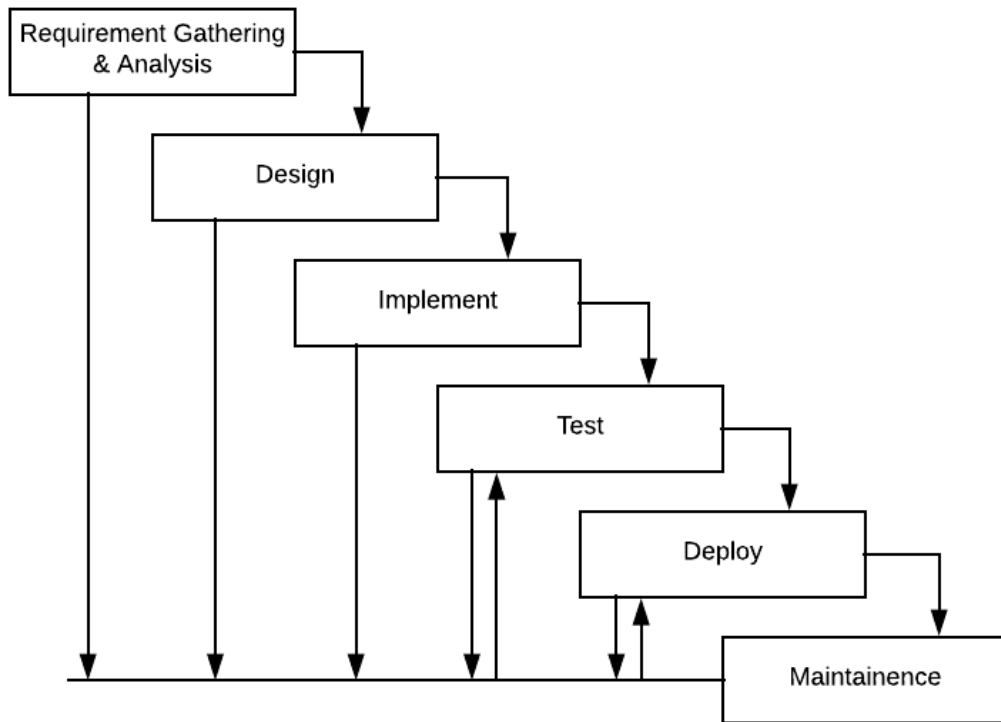 Requirement Gathering
& Analysis
Design
Implement
Test
Deploy
Maintainence